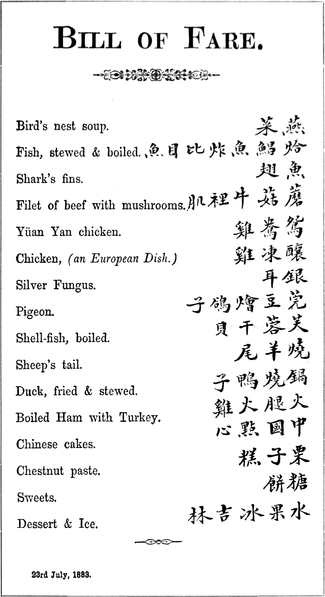 BILL OF FARE.
Bird's nest soup. 燕菜
Fish, stewed & boiled. 烚鯧魚炸比目魚
Shark's fins. 魚翅
Filet of beef with mushrooms. 蘑菇牛裡肌
Yüan Yan chicken. 鴛鴦雞
Chicken, (an European Dish.) 釀凍雞
Silver Fungus. 銀耳
Pigeon. 莞豆燴鴿子
Shell-fish, boiled. 芙蓉干貝
Sheep's tail. 燒羊尾
Duck, fried & stewed. 鍋燒鴨子
Boiled Ham with Turkey. 火腿火雞
Chinese cakes. 中國點心
Chestnut paste. 栗子糕
Sweets. 糖餅
Dessert & Ice. 水果冰吉林
23rd July, 1883.